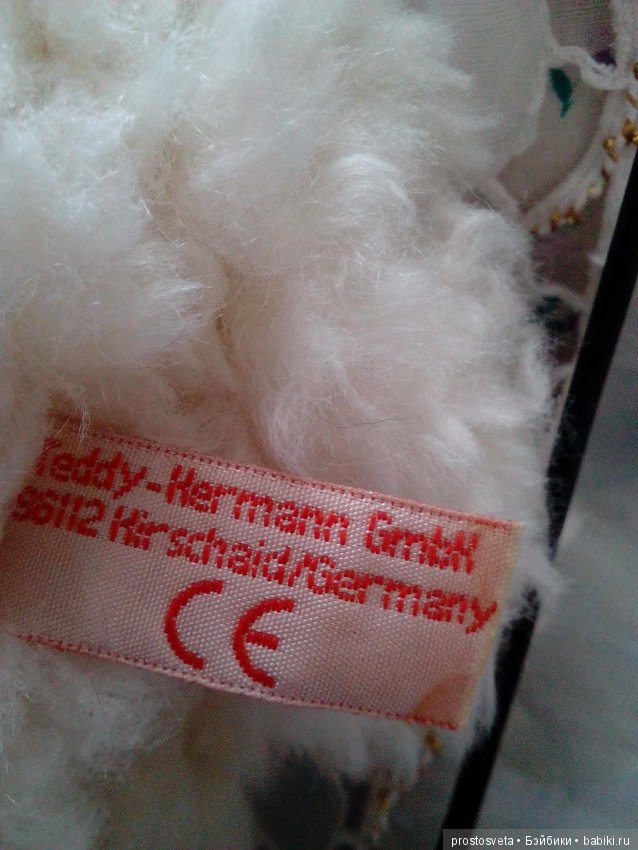 Teddy-Hermann GmbH
96112 Hirschaid/Germany
CE
prostosveta • Бэйбики • babiki.ru